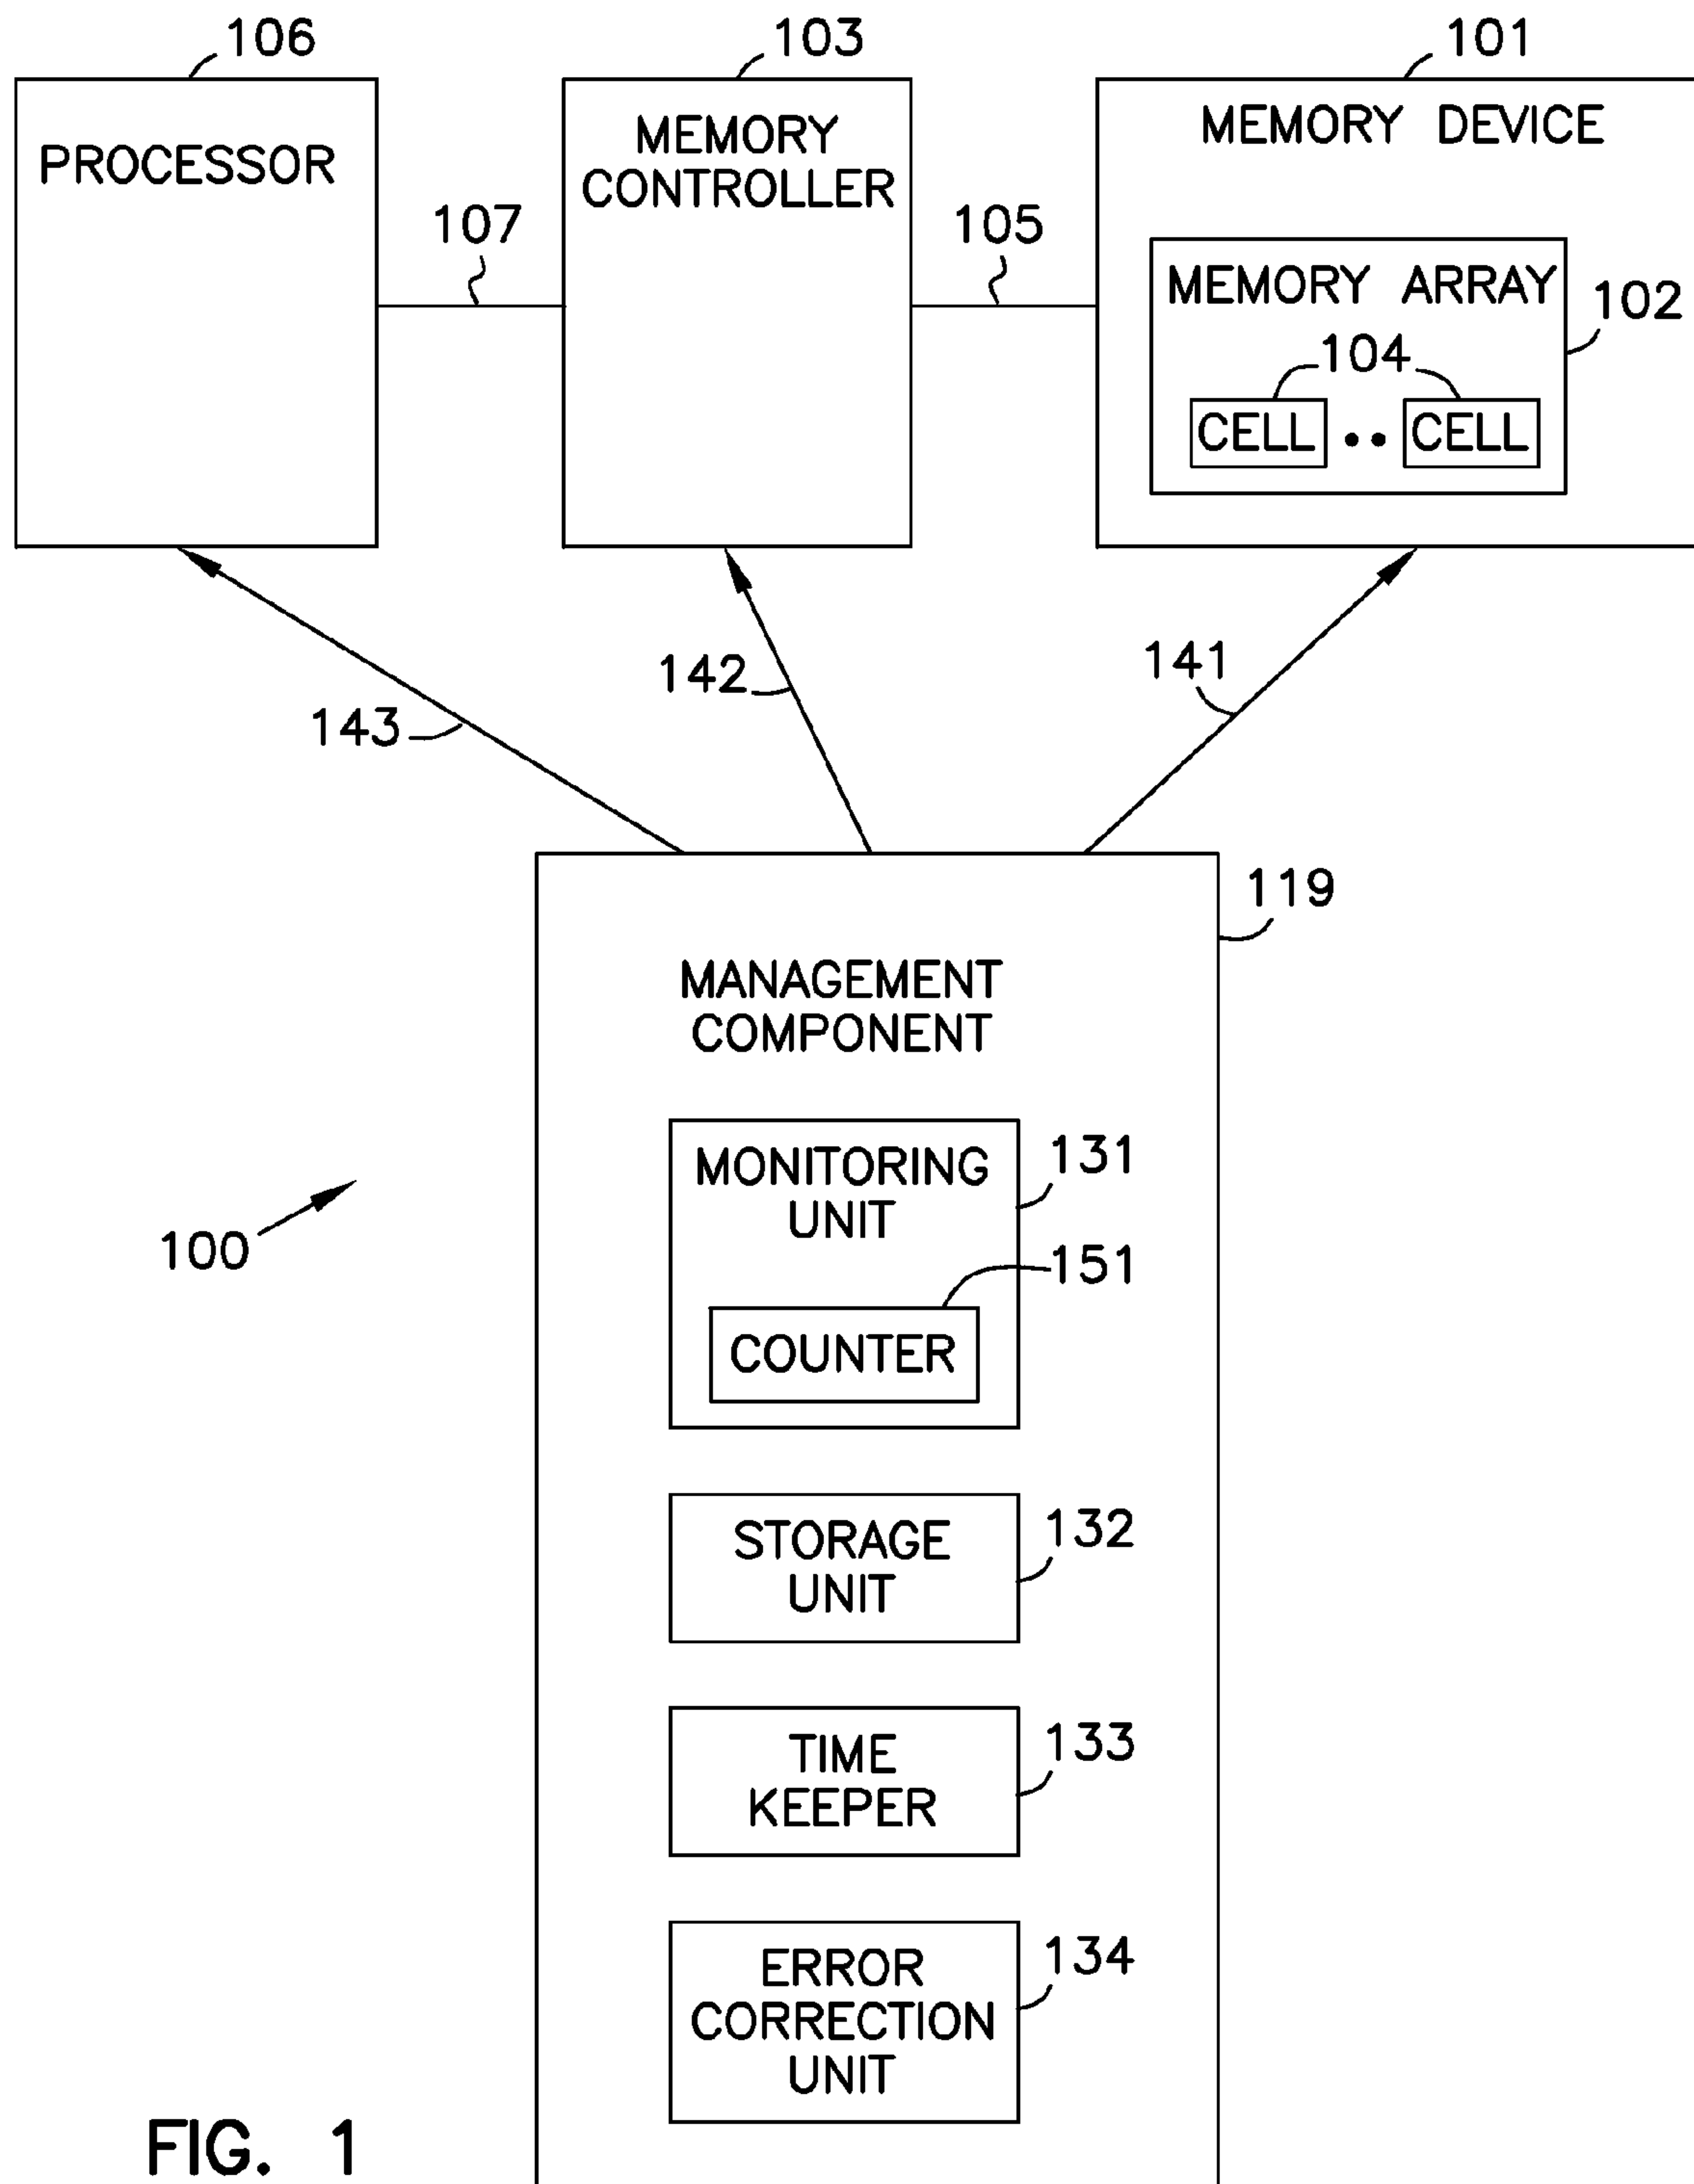 106
103
101
PROCESSOR
MEMORY
CONTROLLER
MEMORY DEVICE
107
105
MEMORY ARRAY
102
104
CELL •• CELL
143
142
141
119
MANAGEMENT
COMPONENT
MONITORING
UNIT
131
151
COUNTER
100
STORAGE
UNIT
132
TIME
KEEPER
133
ERROR
CORRECTION
UNIT
134
FIG. 1